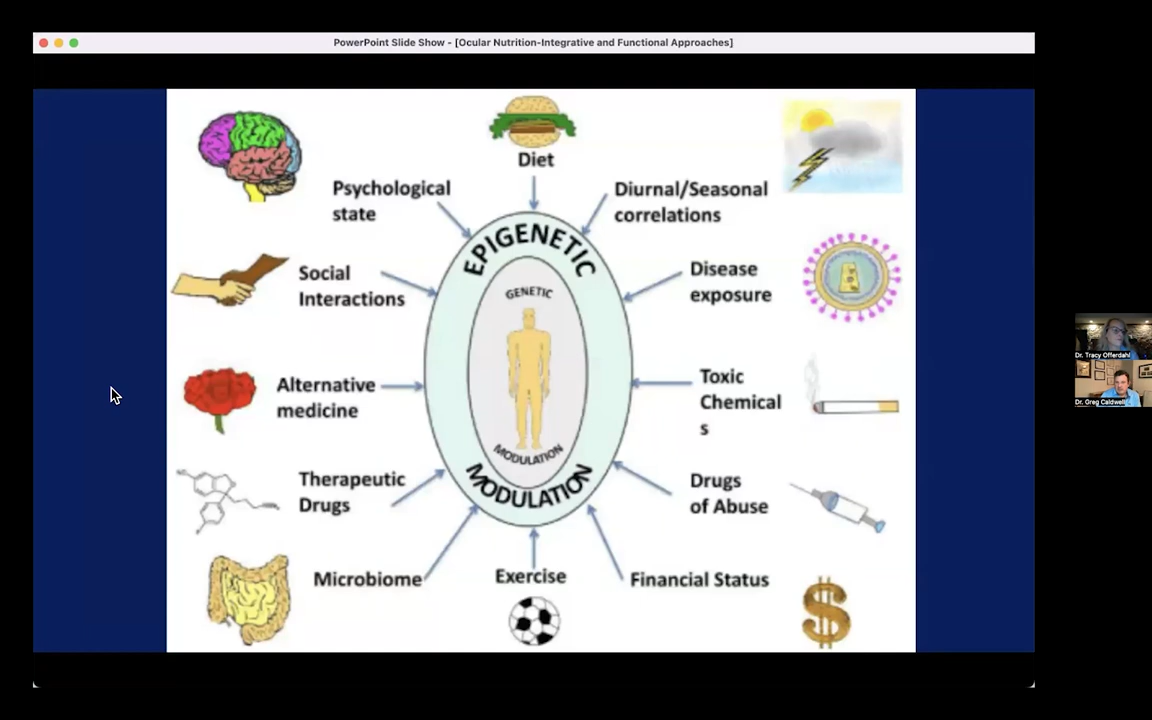 PowerPoint Slide Show - [Ocular Nutrition-Integrative and Functional Approaches]
Diet
Psychological
state
Diurnal/Seasonal
correlations
EPIGENETIC
Social
Interactions
Disease
exposure
GENETIC
Alternative
medicine
Toxic
Chemical
s
MODULATION
MODULATION
Therapeutic
Drugs
Drugs
of Abuse
Microbiome
Exercise
Financial Status
$
Dr. Tracy Offerdahl
Dr. Greg Caldwell